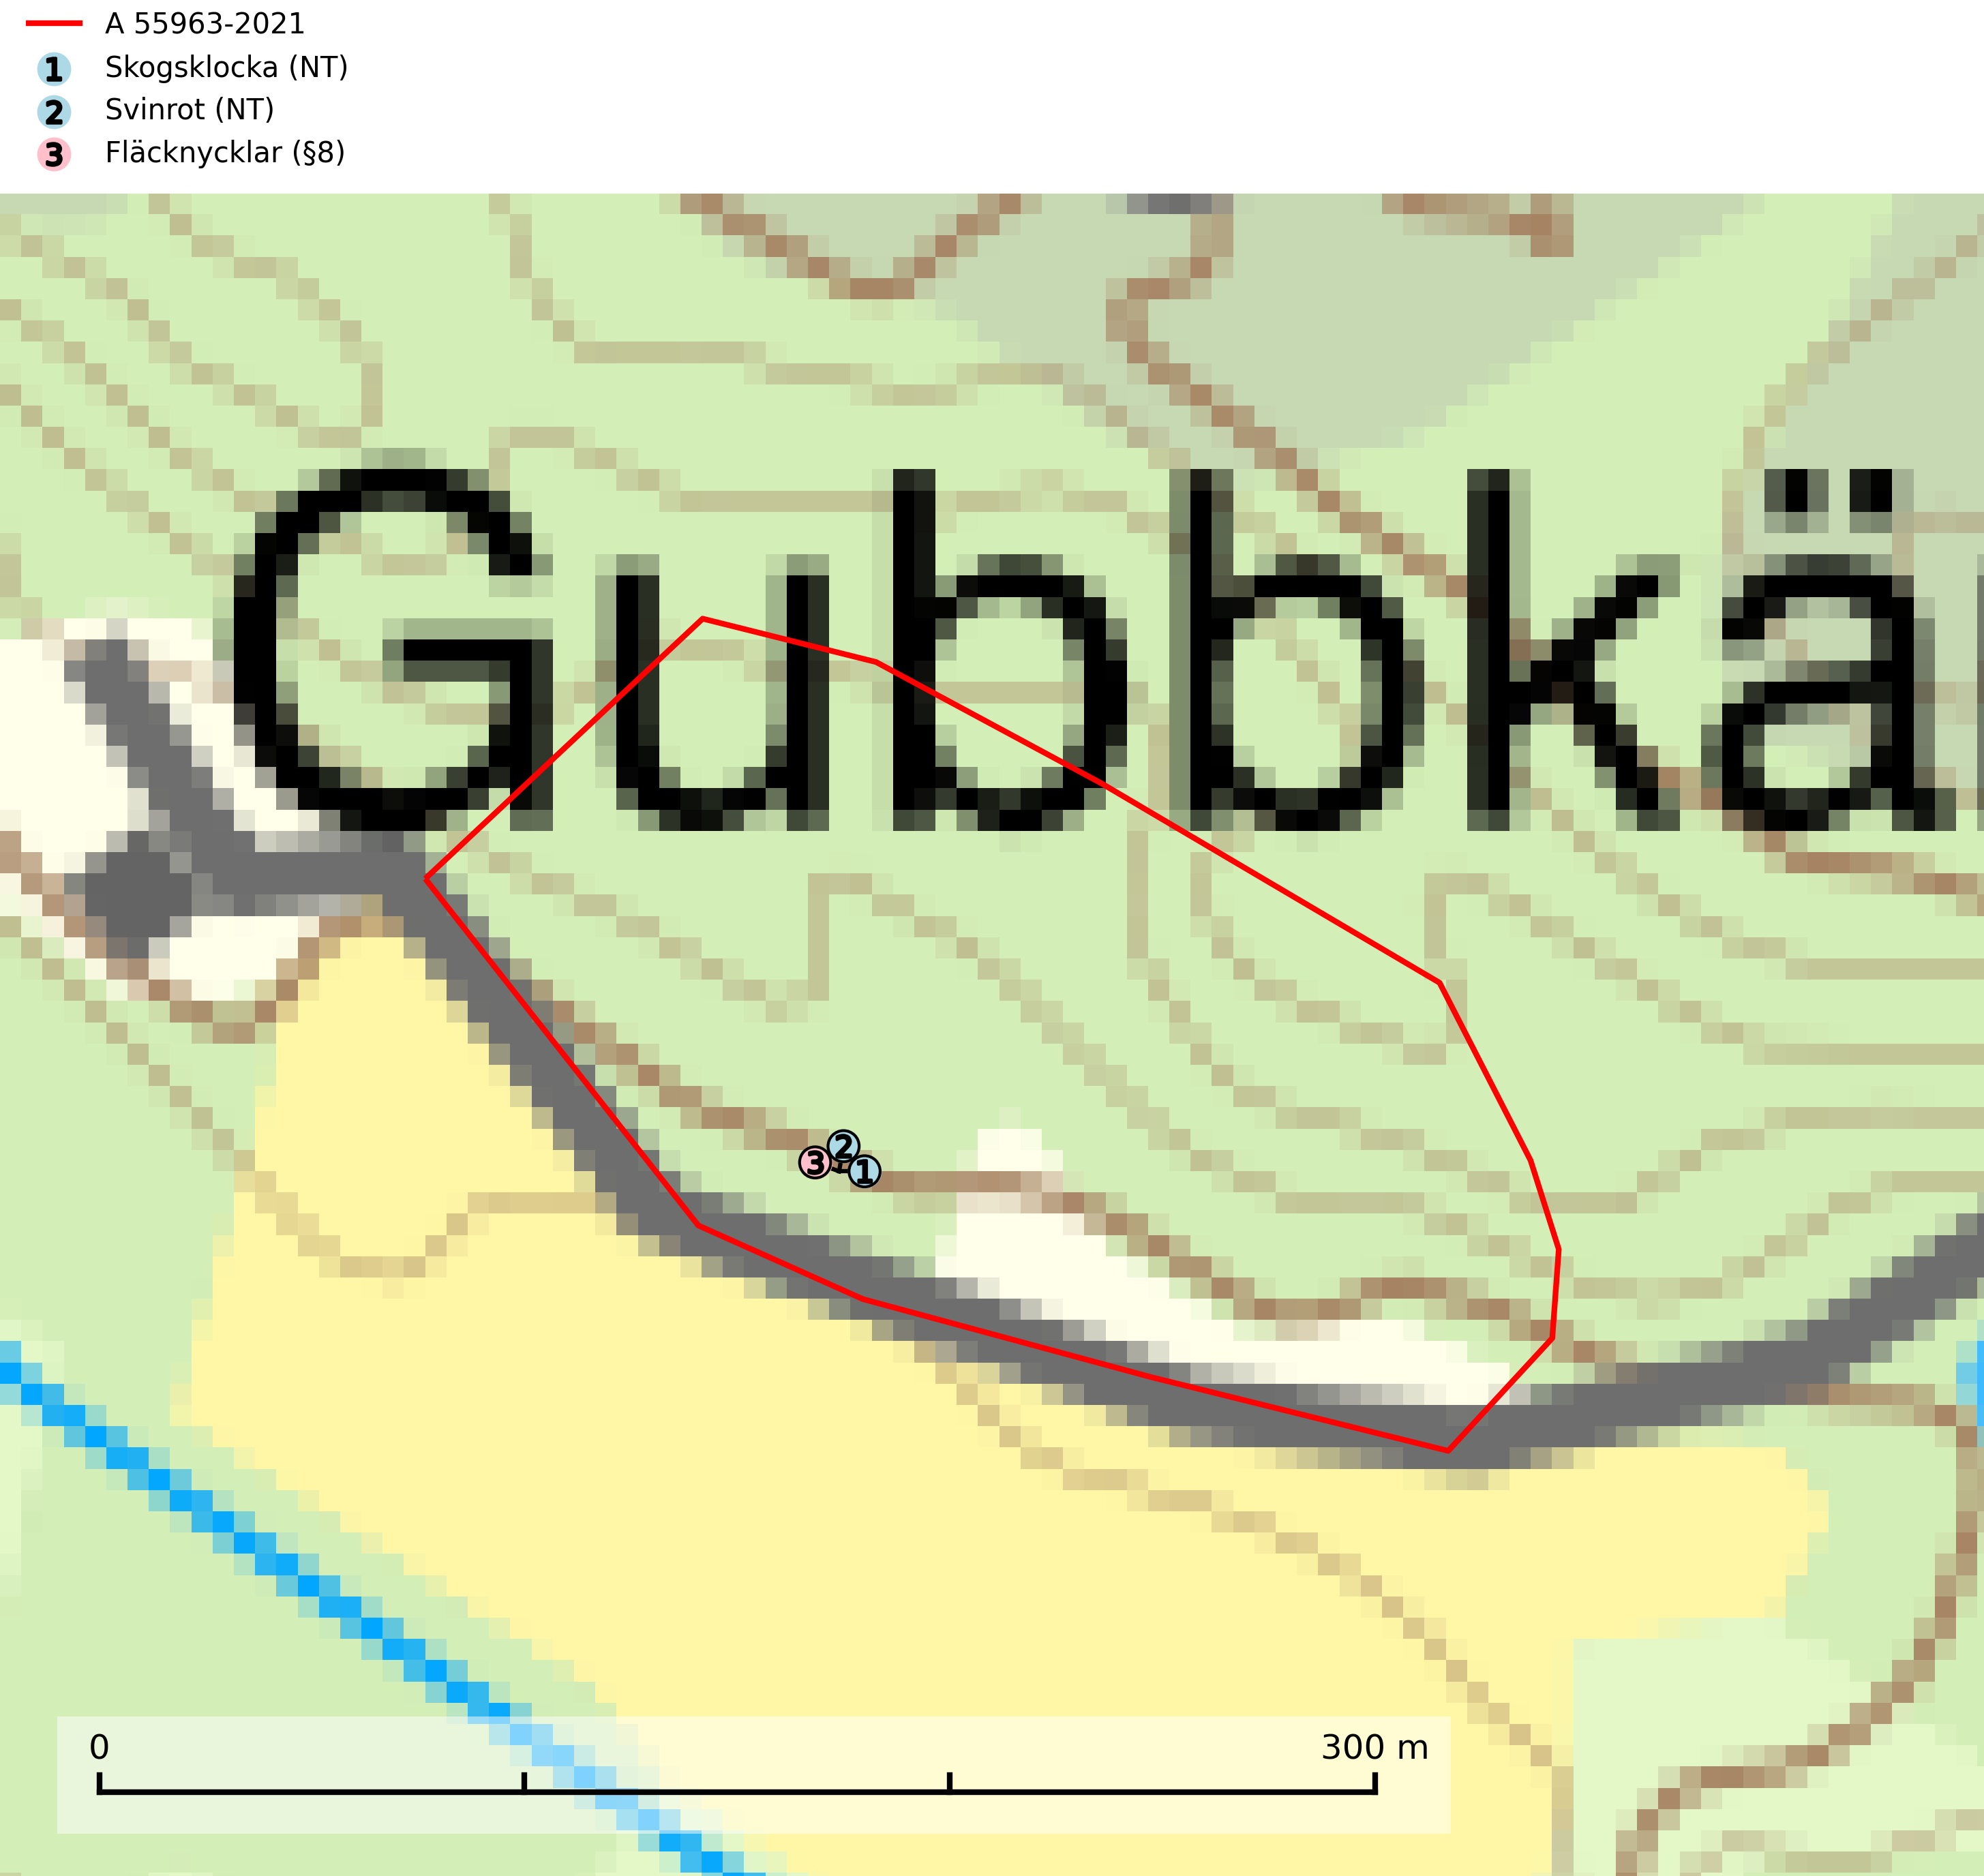 A 55963-2021
1 Skogsklocka (NT)
2 Svinrot (NT)
3 Fläcknycklar (§8)
Gubbkä
2
3
1
0 300 m